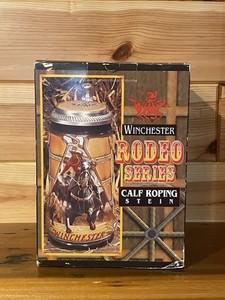 WINCHESTER
RODEO
SERIES
CALF ROPING
STEIN
WINCHESTER